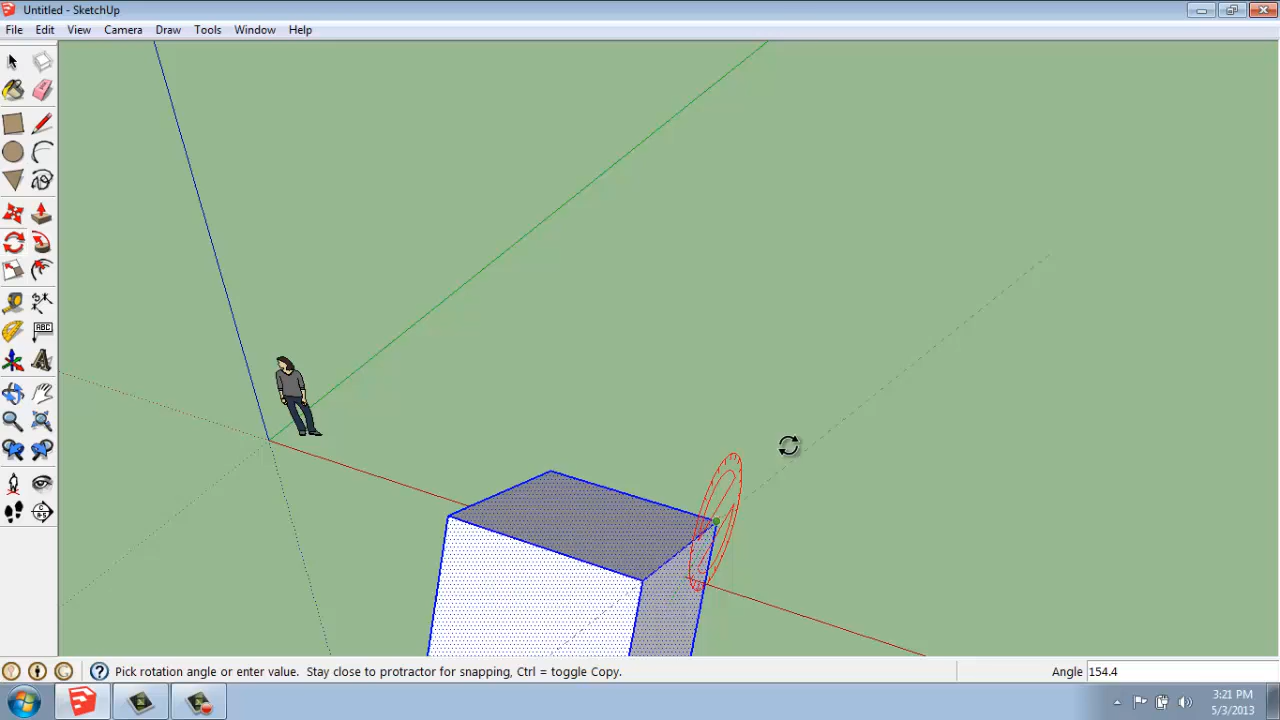 Untitled - SketchUp
File Edit View Camera Draw Tools Window Help
ABC
Pick rotation angle or enter value. Stay close to protractor for snapping, Ctrl = toggle Copy.
Angle 154.4
3:21 PM
5/3/2013